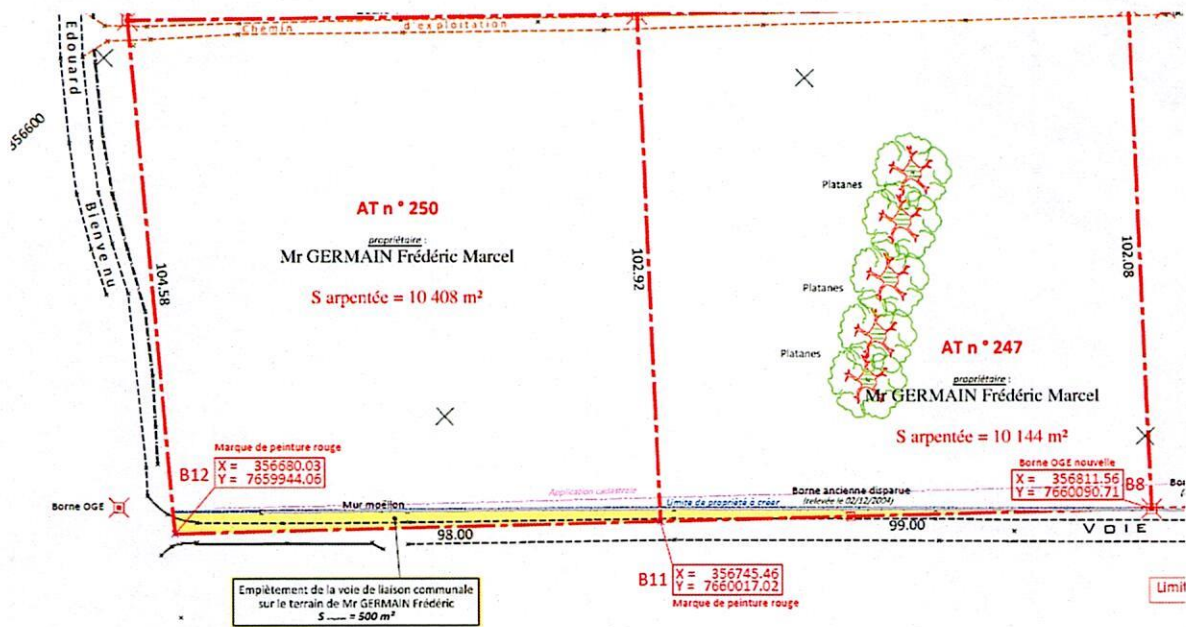 Chemin d'exploitation
Edouard
Bienvenu
356600
104.58
AT n° 250
propriétaire :
Mr GERMAIN Frédéric Marcel
S arpentée = 10 408 m²
102.92
Platanes
Platanes
Platanes
102.08
AT n° 247
propriétaire :
Mr GERMAIN Frédéric Marcel
S arpentée = 10 144 m²
Marque de peinture rouge
B12
X = 356680.03
Y = 7659944.06
Borne OGE nouvelle
X = 356811.56
Y = 7660090.71
B8
Borne OGE
Mur moëllon
Application cadastrale
Limite de propriété à créer
Borne ancienne disparue
(relevée le 02/12/2004)
98.00
99.00
VOIE
Empiètement de la voie de liaison communale
sur le terrain de Mr GERMAIN Frédéric
S = 500 m²
B11
X = 356745.46
Y = 7660017.02
Marque de peinture rouge
Limit